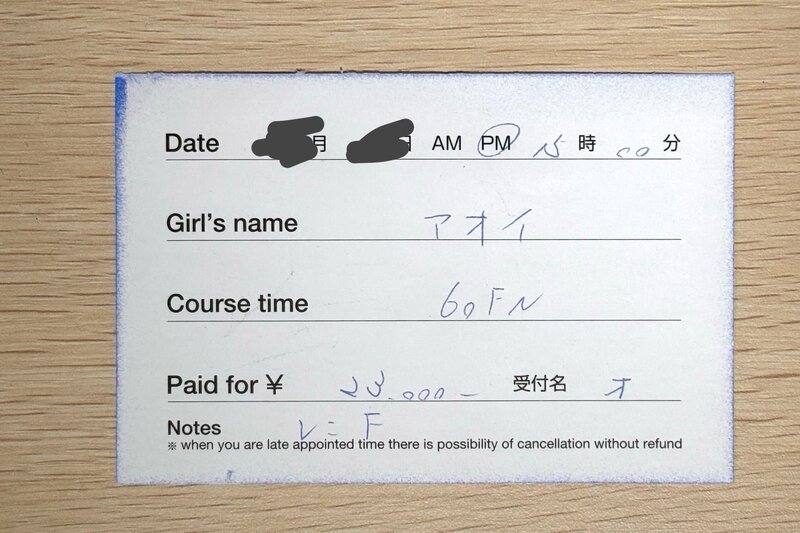 Date 月 日 AM PM 15 時 00 分
Girl's name アオイ
Course time 60FN
Paid for ¥ 23.000- 受付名 オ
Notes レ=F
※ when you are late appointed time there is possibility of cancellation without refund